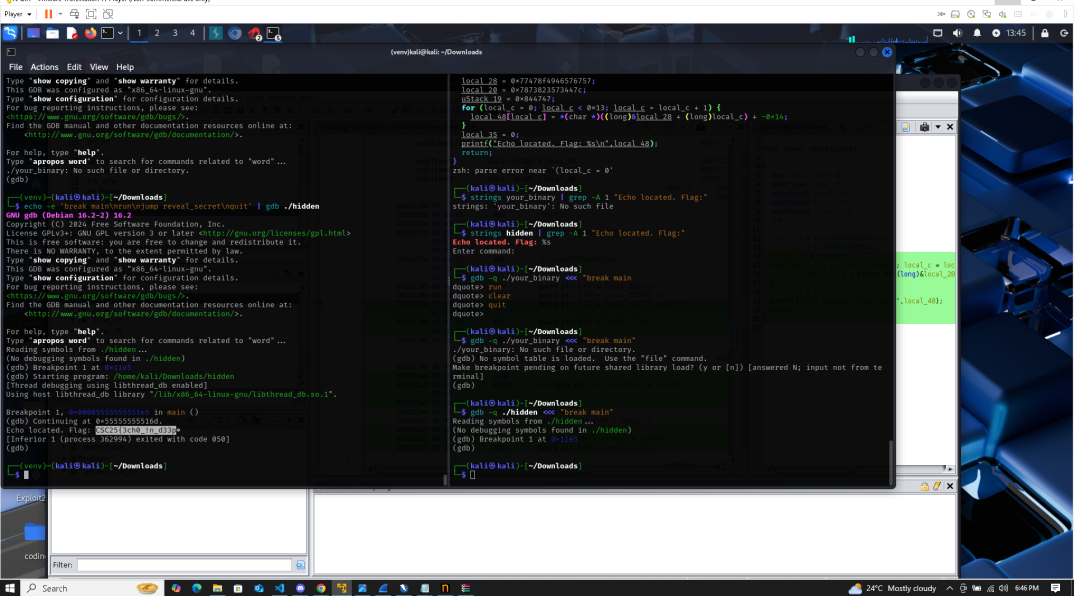 Player
1 2 3 4
13:45
(venv)kali@kali: ~/Downloads
File Actions Edit View Help
Type "show copying" and "show warranty" for details.
This GDB was configured as "x86_64-linux-gnu".
Type "show configuration" for configuration details.
For bug reporting instructions, please see:
<https://www.gnu.org/software/gdb/bugs/>.
Find the GDB manual and other documentation resources online at:
<http://www.gnu.org/software/gdb/documentation/>.
For help, type "help".
Type "apropos word" to search for commands related to "word"...
./your_binary: No such file or directory.
(gdb)
(venv)-(kali㉿kali)-[~/Downloads]
$ echo -e "break main\nrun\njump reveal_secret\nquit" | gdb ./hidden
GNU gdb (Debian 16.2-2) 16.2
Copyright (C) 2024 Free Software Foundation, Inc.
License GPLv3+: GNU GPL version 3 or later <http://gnu.org/licenses/gpl.html>
This is free software: you are free to change and redistribute it.
There is NO WARRANTY, to the extent permitted by law.
Type "show copying" and "show warranty" for details.
This GDB was configured as "x86_64-linux-gnu".
Type "show configuration" for configuration details.
For bug reporting instructions, please see:
<https://www.gnu.org/software/gdb/bugs/>.
Find the GDB manual and other documentation resources online at:
<http://www.gnu.org/software/gdb/documentation/>.
For help, type "help".
Type "apropos word" to search for commands related to "word"...
Reading symbols from ./hidden...
(No debugging symbols found in ./hidden)
(gdb) Breakpoint 1 at 0x11e5
(gdb) Starting program: /home/kali/Downloads/hidden
[Thread debugging using libthread_db enabled]
Using host libthread_db library "/lib/x86_64-linux-gnu/libthread_db.so.1".
Breakpoint 1, 0x00005555555551e5 in main ()
(gdb) Continuing at 0x55555555516d.
Echo located. Flag: CSC25{3ch0_!n_d33p
[Inferior 1 (process 362994) exited with code 050]
(gdb)
(venv)-(kali㉿kali)-[~/Downloads]
$
local_28 = 0x77478f4946576757;
local_20 = 0x7873823573447c;
uStack_19 = 0x844747;
for (local_c = 0; local_c < 0x13; local_c = local_c + 1) {
local_48[local_c] = *(char *)((long)&local_28 + (long)local_c) + -0x14;
}
local_35 = 0;
printf("Echo located. Flag: %s\n",local_48);
return;
}
zsh: parse error near `(local_c = 0'
(kali㉿kali)-[~/Downloads]
$ strings your_binary | grep -A 1 "Echo located. Flag:"
strings: 'your_binary': No such file
(kali㉿kali)-[~/Downloads]
$ strings hidden | grep -A 1 "Echo located. Flag:"
Echo located. Flag: %s
Enter command:
(kali㉿kali)-[~/Downloads]
$ gdb -q ./your_binary <<< "break main
dquote> run
dquote> clear
dquote> quit
dquote>
(kali㉿kali)-[~/Downloads]
$ gdb -q ./your_binary <<< "break main"
./your_binary: No such file or directory.
(gdb) No symbol table is loaded.  Use the "file" command.
Make breakpoint pending on future shared library load? (y or [n]) [answered N; input not from te
rminal]
(gdb)
(kali㉿kali)-[~/Downloads]
$ gdb -q ./hidden <<< "break main"
Reading symbols from ./hidden...
(No debugging symbols found in ./hidden)
(gdb) Breakpoint 1 at 0x11e5
(gdb)
(kali㉿kali)-[~/Downloads]
$
; local_c = loc
(long)&local_28
",local_48);
Exploit2
codin
Filter:
Search
24°C Mostly cloudy
6:46 PM